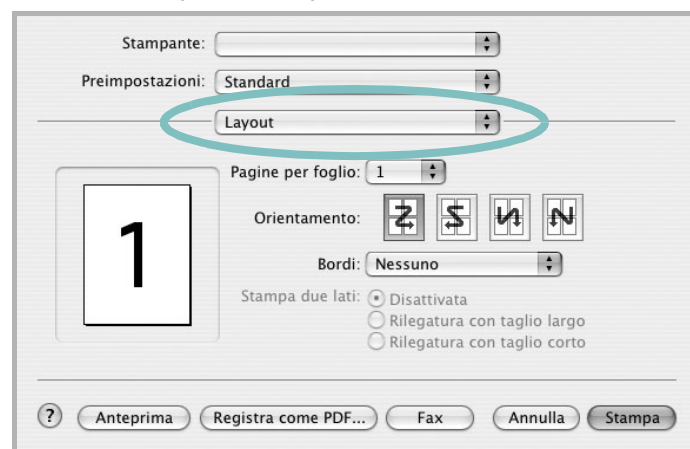 Stampante:
Preimpostazioni: Standard
Layout
Pagine per foglio: 1
1
Orientamento:
Bordi: Nessuno
Stampa due lati: Disattivata
Rilegatura con taglio largo
Rilegatura con taglio corto
? Anteprima Registra come PDF... Fax Annulla Stampa